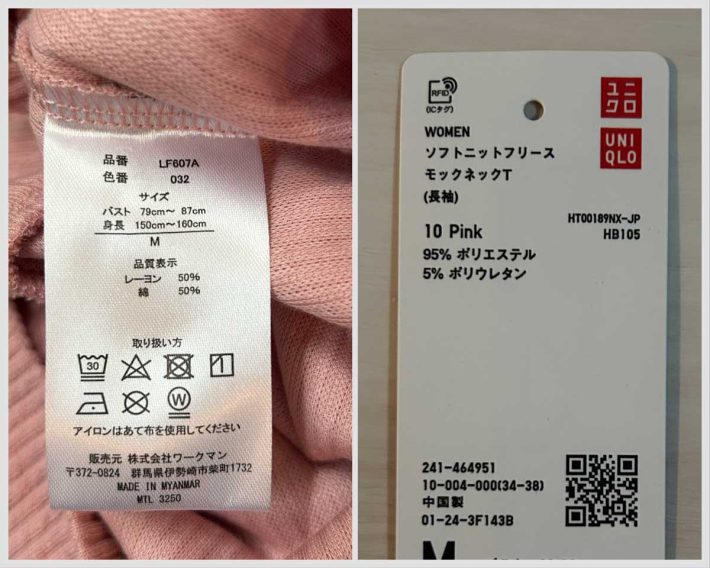 品番 LF607A
色番 032
サイズ
バスト 79cm～ 87cm
身長 150cm～160cm
M
品質表示
レーヨン 50%
綿 50%
取り扱い方
30
W
アイロンはあて布を使用してください
販売元 株式会社ワークマン
〒372-0824 群馬県伊勢崎市柴町1732
MADE IN MYANMAR
MTL 3250
RFID
(ICタグ)
ユニクロ
UNIQLO
WOMEN
ソフトニットフリース
モックネックT
(長袖)
HT00189NX-JP
10 Pink HB105
95% ポリエステル
5% ポリウレタン
241-464951
10-004-000(34-38)
中国製
01-24-3F143B
M